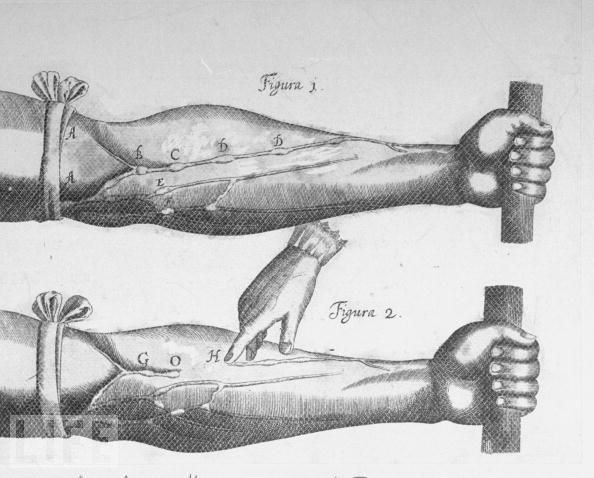 Figura 1.
A
B C D D
A
E
Figura 2.
G O H
LIFE